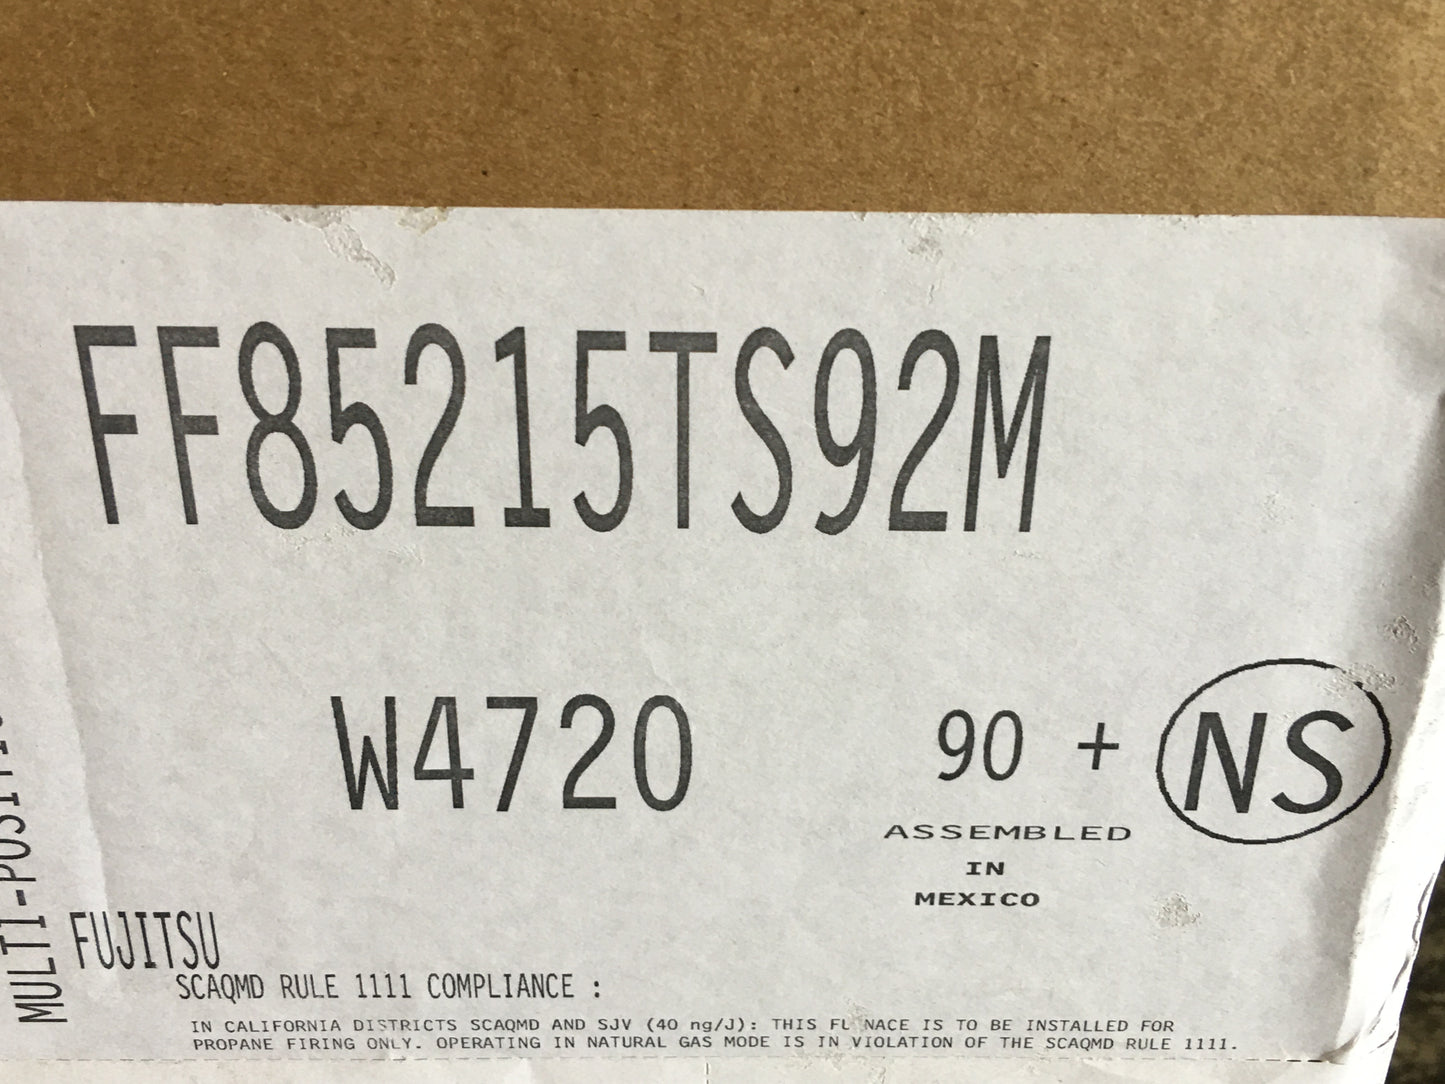 FF85215TS92M
W4720
90 + NS
ASSEMBLED
IN
MEXICO
FUJITSU
SCAQMD RULE 1111 COMPLIANCE :
IN CALIFORNIA DISTRICTS SCAQMD AND SJV (40 ng/J): THIS FU NACE IS TO BE INSTALLED FOR
PROPANE FIRING ONLY. OPERATING IN NATURAL GAS MODE IS IN VIOLATION OF THE SCAQMD RULE 1111.